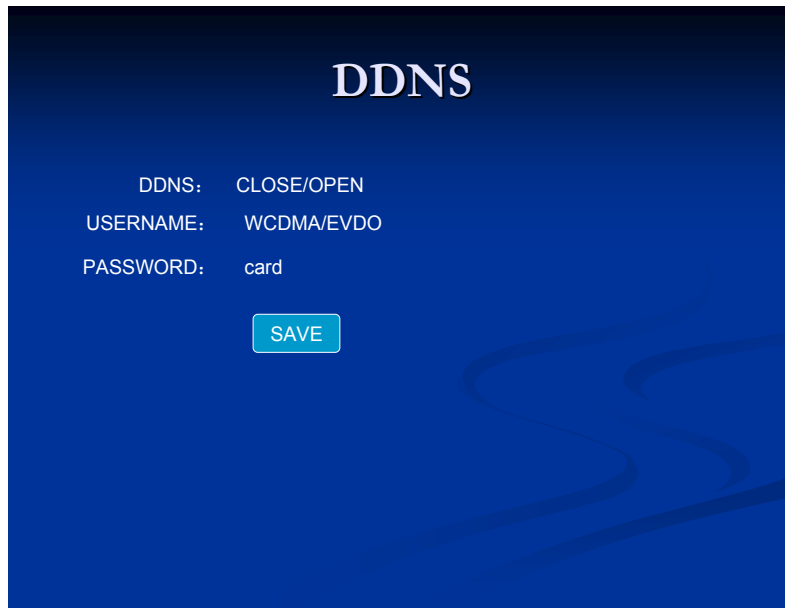 DDNS
DDNS： CLOSE/OPEN
USERNAME： WCDMA/EVDO
PASSWORD： card
SAVE